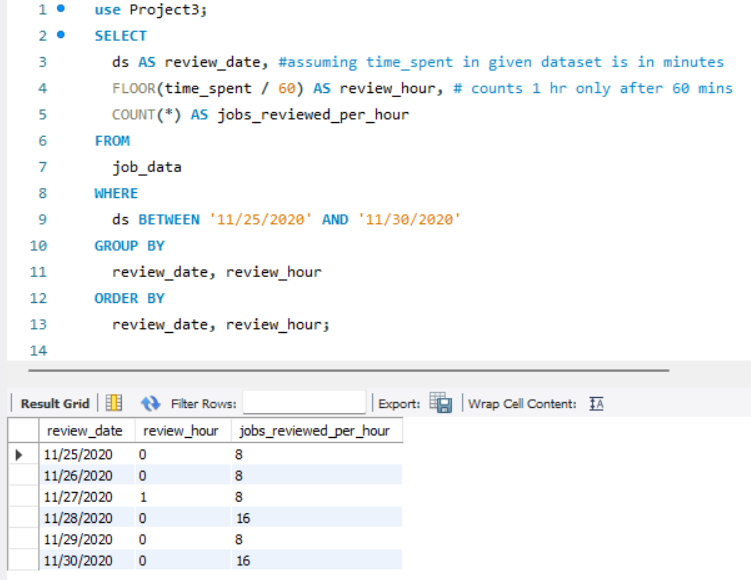 1 use Project3;
2 SELECT
3 ds AS review_date, #assuming time_spent in given dataset is in minutes
4 FLOOR(time_spent / 60) AS review_hour, # counts 1 hr only after 60 mins
5 COUNT(*) AS jobs_reviewed_per_hour
6 FROM
7 job_data
8 WHERE
9 ds BETWEEN '11/25/2020' AND '11/30/2020'
10 GROUP BY
11 review_date, review_hour
12 ORDER BY
13 review_date, review_hour;
14
Result Grid Filter Rows: Export: Wrap Cell Content: IA
review_date review_hour jobs_reviewed_per_hour
11/25/2020 0 8
11/26/2020 0 8
11/27/2020 1 8
11/28/2020 0 16
11/29/2020 0 8
11/30/2020 0 16